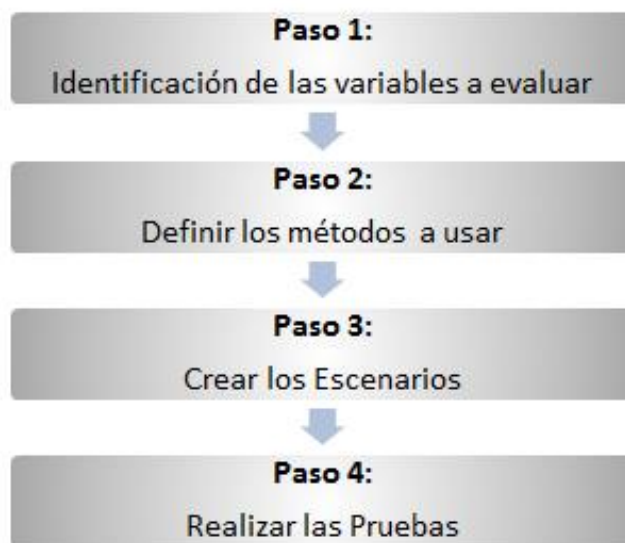 Paso 1:
Identificación de las variables a evaluar
Paso 2:
Definir los métodos a usar
Paso 3:
Crear los Escenarios
Paso 4:
Realizar las Pruebas